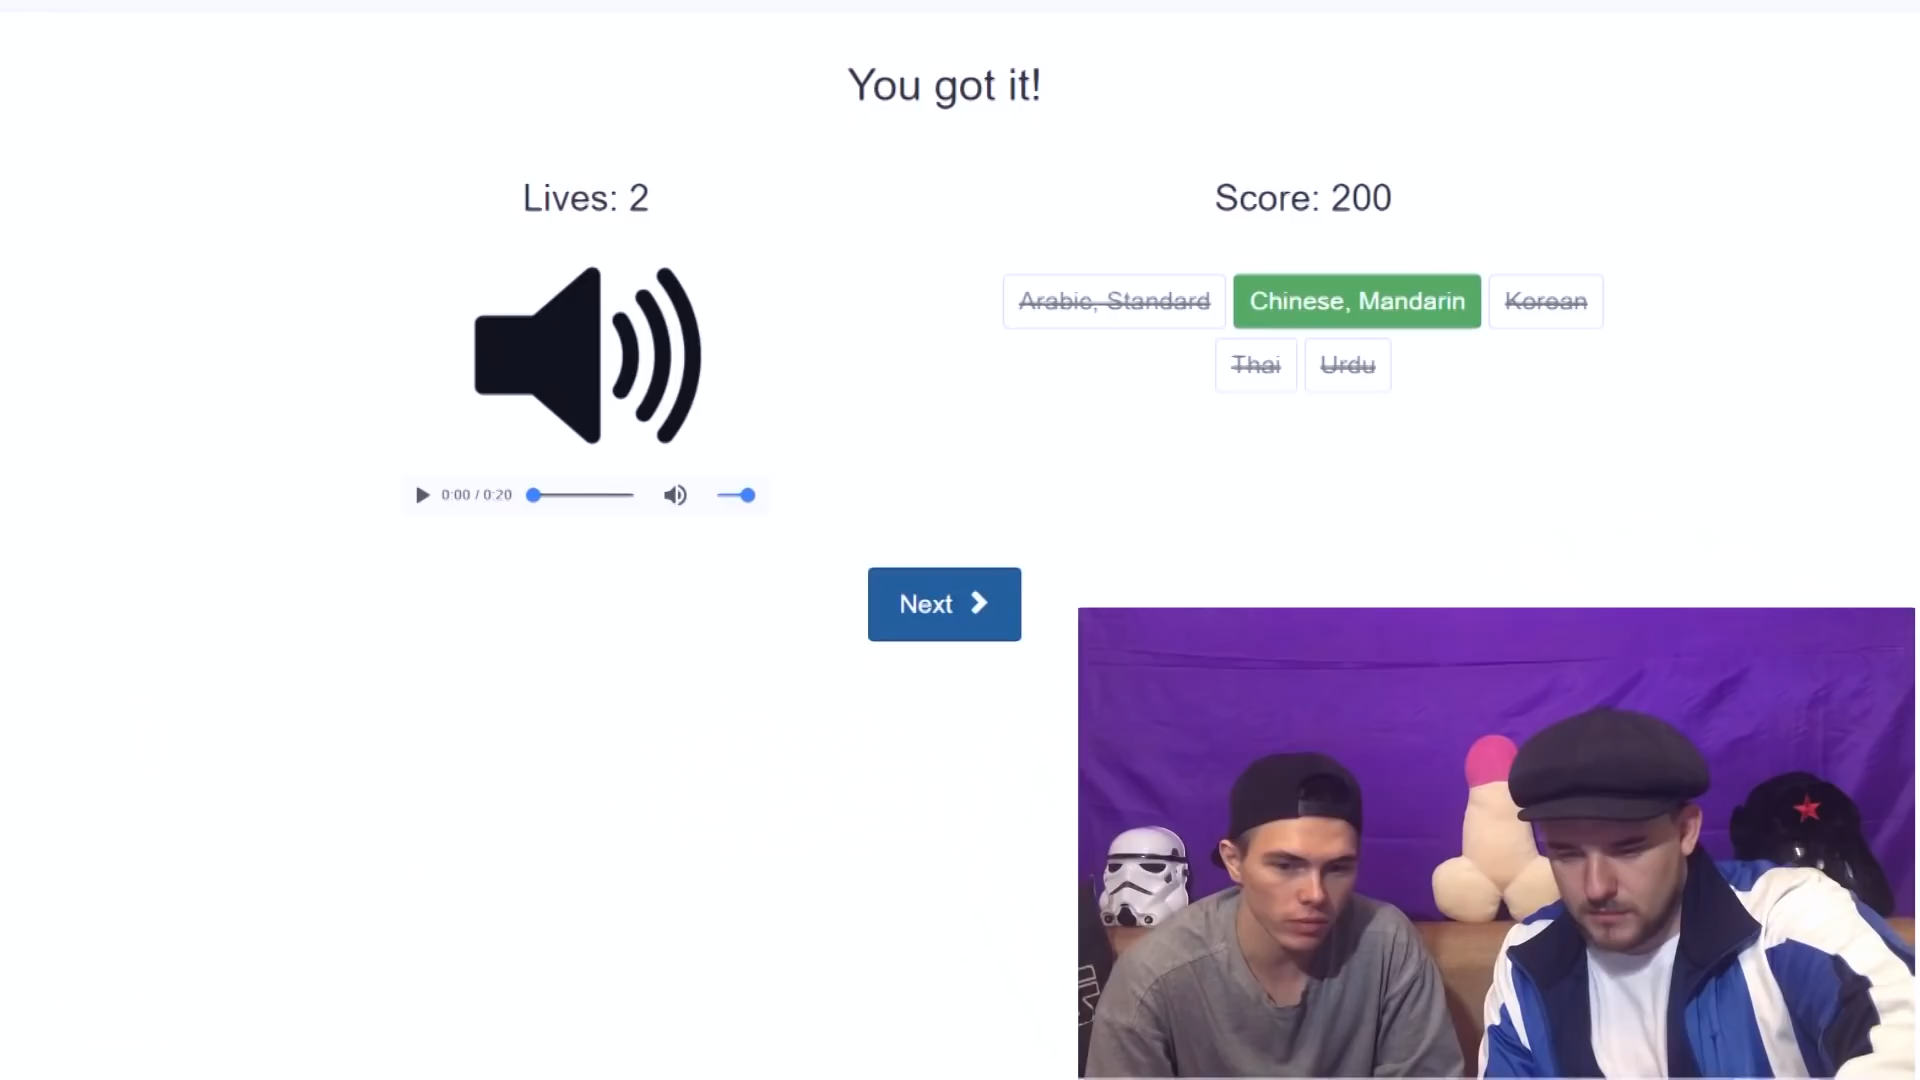 You got it!
Lives: 2
Score: 200
Arabic, Standard
Chinese, Mandarin
Korean
Thai
Urdu
0:00 / 0:20
Next